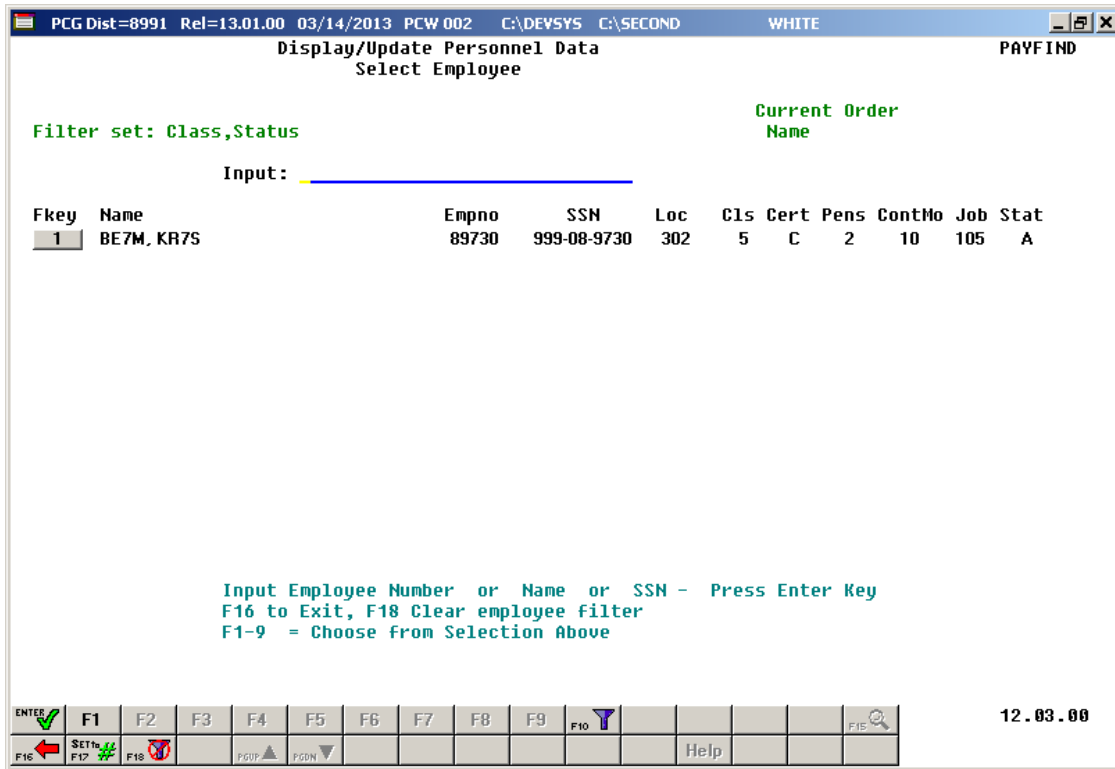 PCG Dist=8991 Rel=13.01.00 03/14/2013 PCW 002 C:\DEVSYS C:\SECOND WHITE
Display/Update Personnel Data PAYFIND
Select Employee
Current Order
Filter set: Class,Status Name
Input:
Fkey Name Empno SSN Loc Cls Cert Pens ContMo Job Stat
1 BE7M, KR7S 89730 999-08-9730 302 5 C 2 10 105 A
Input Employee Number or Name or SSN - Press Enter Key
F16 to Exit, F18 Clear employee filter
F1-9 = Choose from Selection Above
ENTER F1 F2 F3 F4 F5 F6 F7 F8 F9 F10 F15 12.03.00
F16 SET to # F17 F18 PGUP PGDN Help